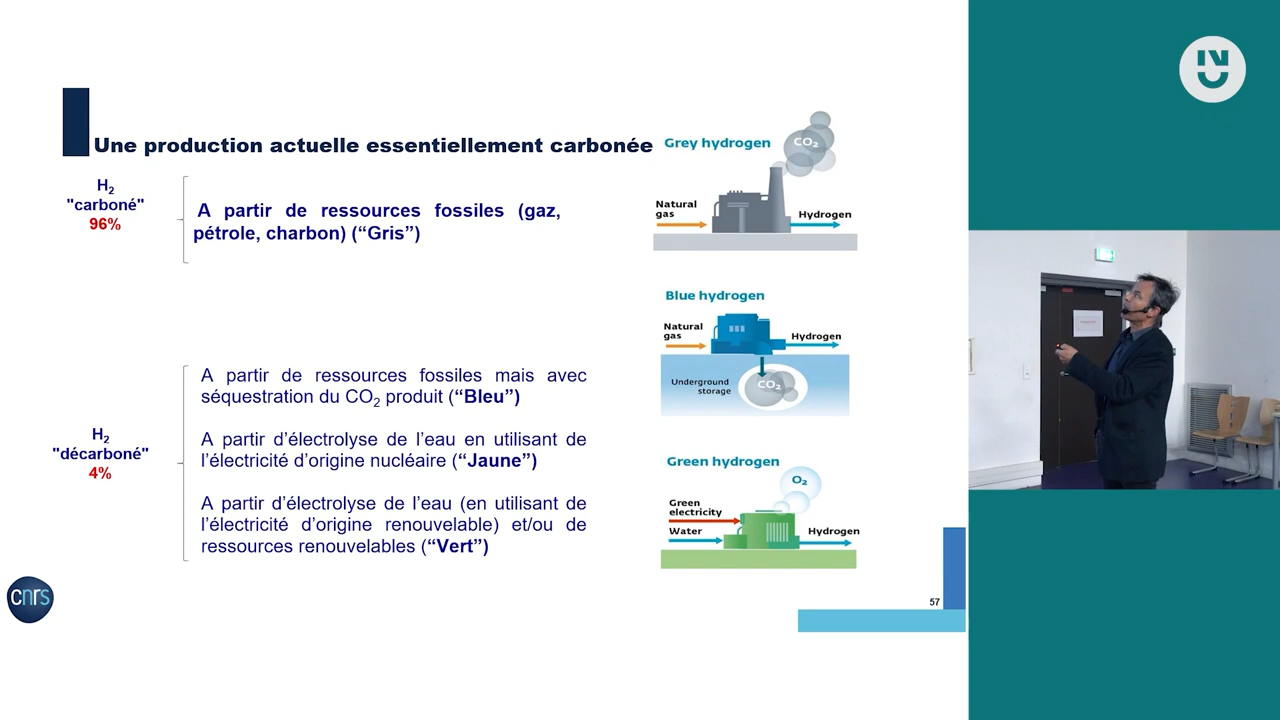 Une production actuelle essentiellement carbonée
H2
"carboné"
96%
A partir de ressources fossiles (gaz,
pétrole, charbon) (“Gris”)
H2
"décarboné"
4%
A partir de ressources fossiles mais avec
séquestration du CO2 produit (“Bleu”)
A partir d’électrolyse de l’eau en utilisant de
l’électricité d’origine nucléaire (“Jaune”)
A partir d’électrolyse de l’eau (en utilisant de
l’électricité d’origine renouvelable) et/ou de
ressources renouvelables (“Vert”)
Grey hydrogen
CO2
Natural
gas
Hydrogen
Blue hydrogen
Natural
gas
Hydrogen
Underground
storage
CO2
Green hydrogen
O2
Green
electricity
Water
Hydrogen
cnrs
57